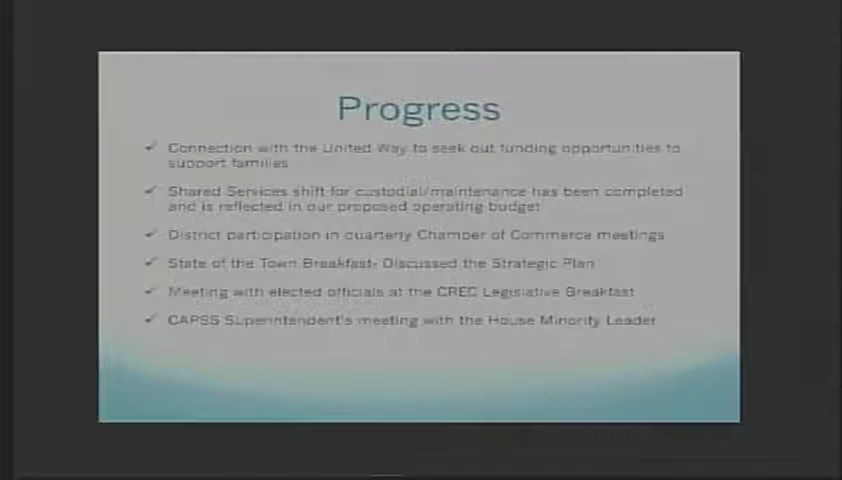 Progress
✓ Connection with the United Way to seek out funding opportunities to
support families
✓ Shared Services shift for custodial/maintenance has been completed
and is reflected in our proposed operating budget
✓ District participation in quarterly Chamber of Commerce meetings
✓ State of the Town Breakfast- Discussed the Strategic Plan
✓ Meeting with elected officials at the CREC Legislative Breakfast
✓ CAPSS Superintendent's meeting with the House Minority Leader